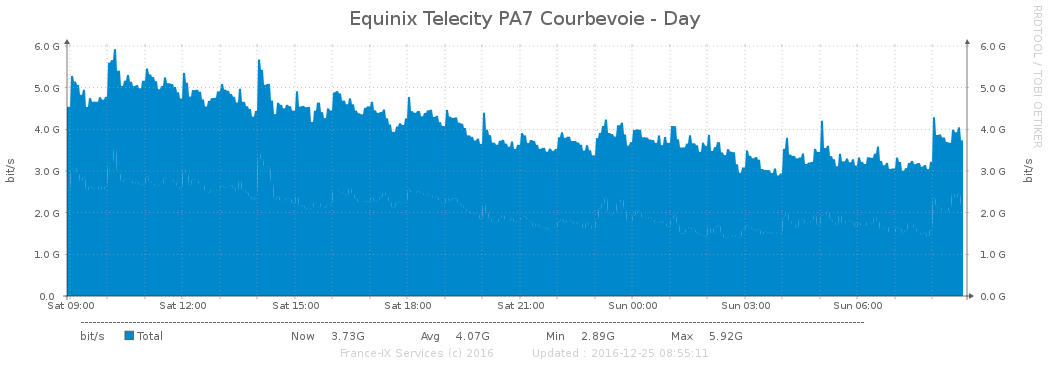 Equinix Telecity PA7 Courbevoie - Day
RRDTOOL / TOBI OETIKER
6.0 G 6.0 G
5.0 G 5.0 G
4.0 G 4.0 G
3.0 G 3.0 G
2.0 G 2.0 G
1.0 G 1.0 G
0.0 0.0 G
bit/s bit/s
Sat 09:00 Sat 12:00 Sat 15:00 Sat 18:00 Sat 21:00 Sun 00:00 Sun 03:00 Sun 06:00
bit/s Total Now 3.73G Avg 4.07G Min 2.89G Max 5.92G
France-IX Services (c) 2016 Updated : 2016-12-25 08:55:11